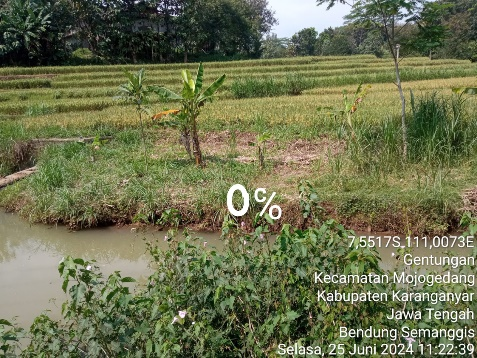 0%
7,5517S,111,0073E
Gentungan
Kecamatan Mojogedang
Kabupaten Karanganyar
Jawa Tengah
Bendung Semanggis
Selasa, 25 Juni 2024 11:22:39